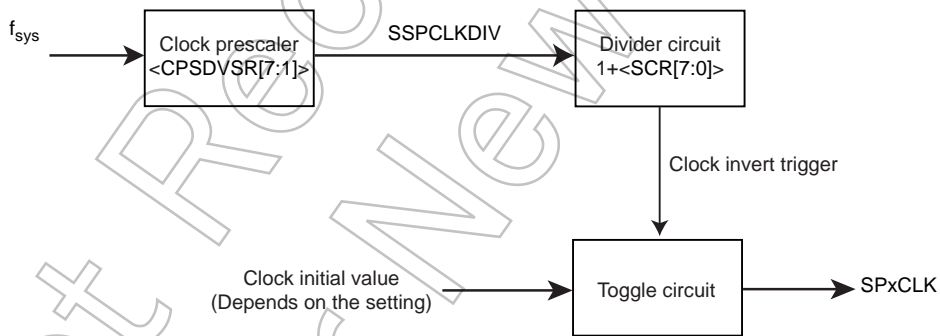 fsys
Clock prescaler
<CPSDVSR[7:1]>
SSPCLKDIV
Divider circuit
1+<SCR[7:0]>
Clock invert trigger
Clock initial value
(Depends on the setting)
Toggle circuit
SPxCLK